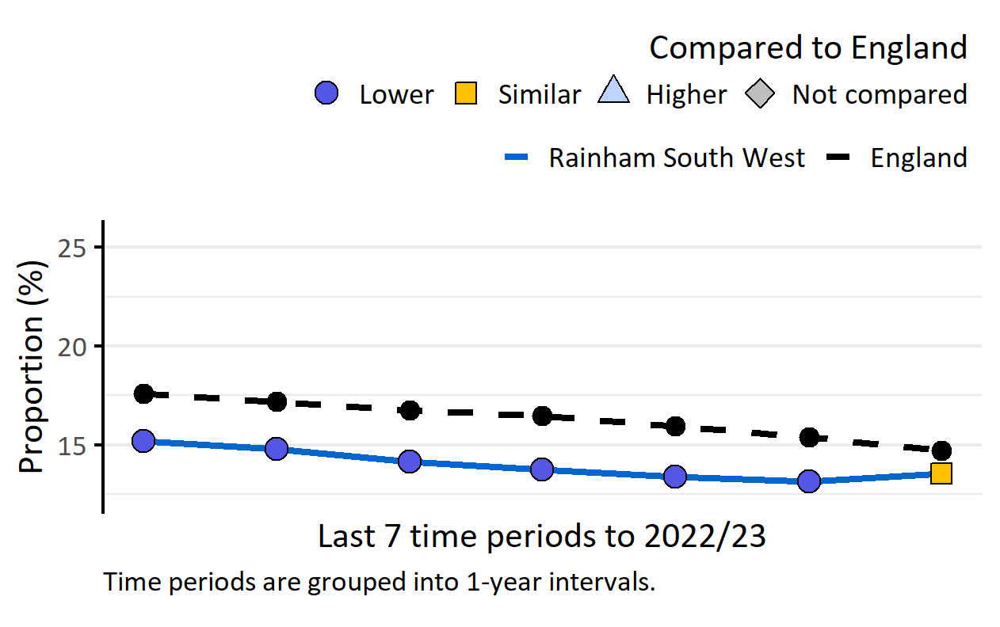 Compared to England
Lower Similar Higher Not compared
Rainham South West England
25
20
15
Proportion (%)
Last 7 time periods to 2022/23
Time periods are grouped into 1-year intervals.